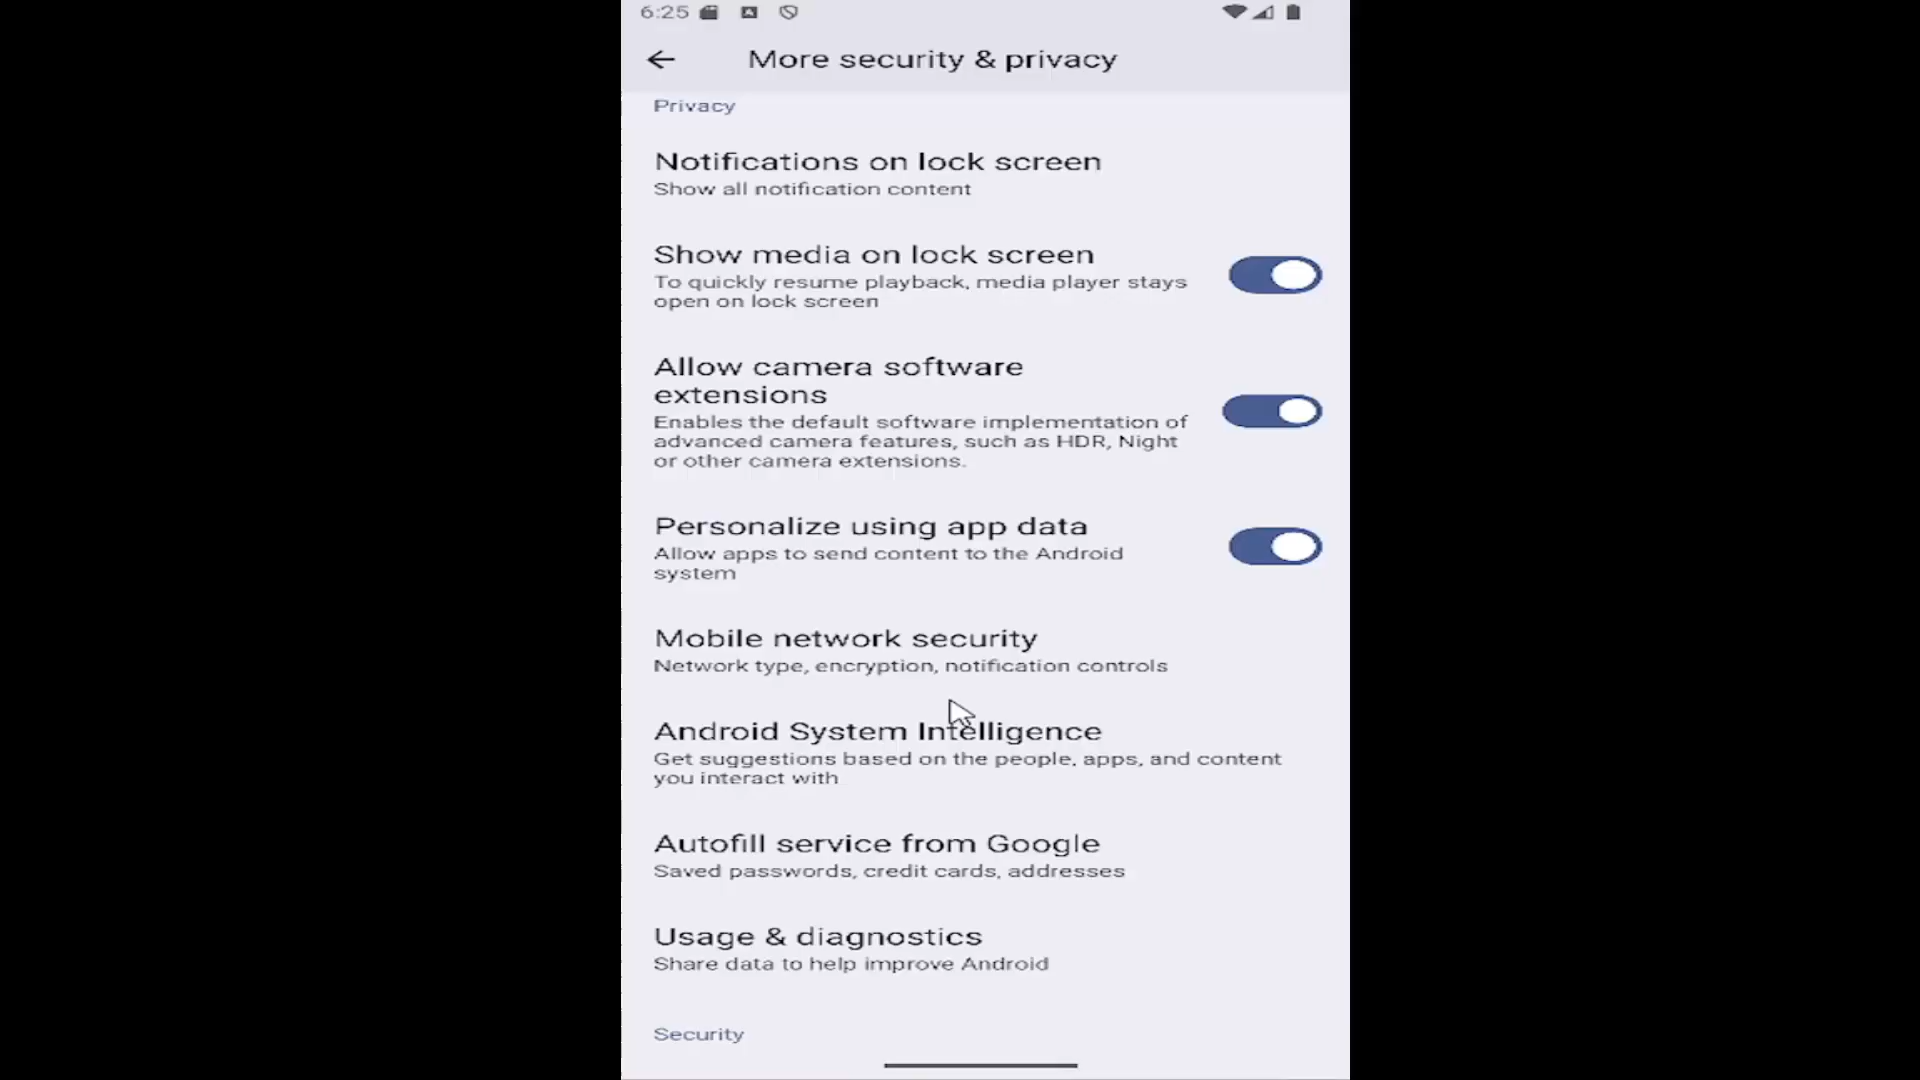 6:25
More security & privacy
Privacy
Notifications on lock screen
Show all notification content
Show media on lock screen
To quickly resume playback, media player stays
open on lock screen
Allow camera software
extensions
Enables the default software implementation of
advanced camera features, such as HDR, Night
or other camera extensions.
Personalize using app data
Allow apps to send content to the Android
system
Mobile network security
Network type, encryption, notification controls
Android System Intelligence
Get suggestions based on the people, apps, and content
you interact with
Autofill service from Google
Saved passwords, credit cards, addresses
Usage & diagnostics
Share data to help improve Android
Security